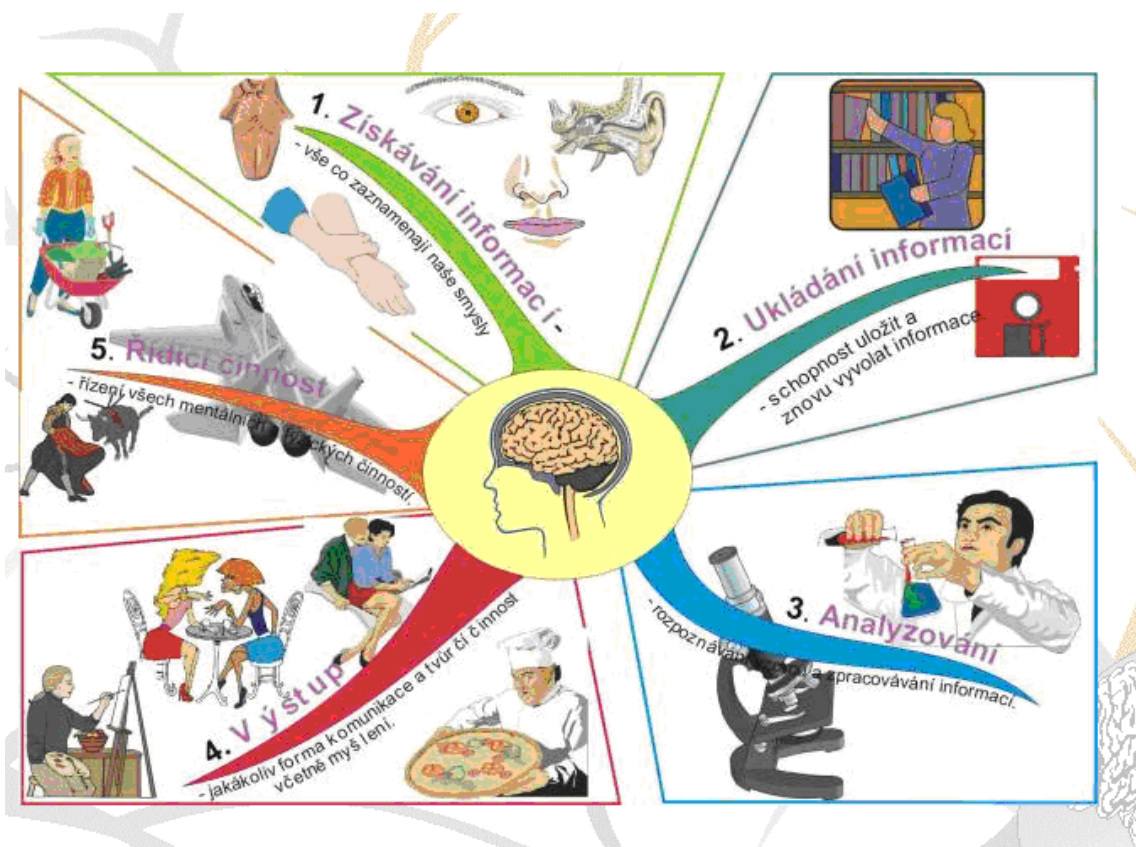 1. Získávání informací -
- vše co zaznamenají naše smysly
2. Ukládání informací
- schopnost uložit a
znovu vyvolat informace.
3. Analyzování
- rozpoznávání a zpracovávání informací.
4. Výstup
- jakákoliv forma komunikace a tvůrčí činnost
včetně myšlení.
5. Řídící činnost
- řízení všech mentálních činností.